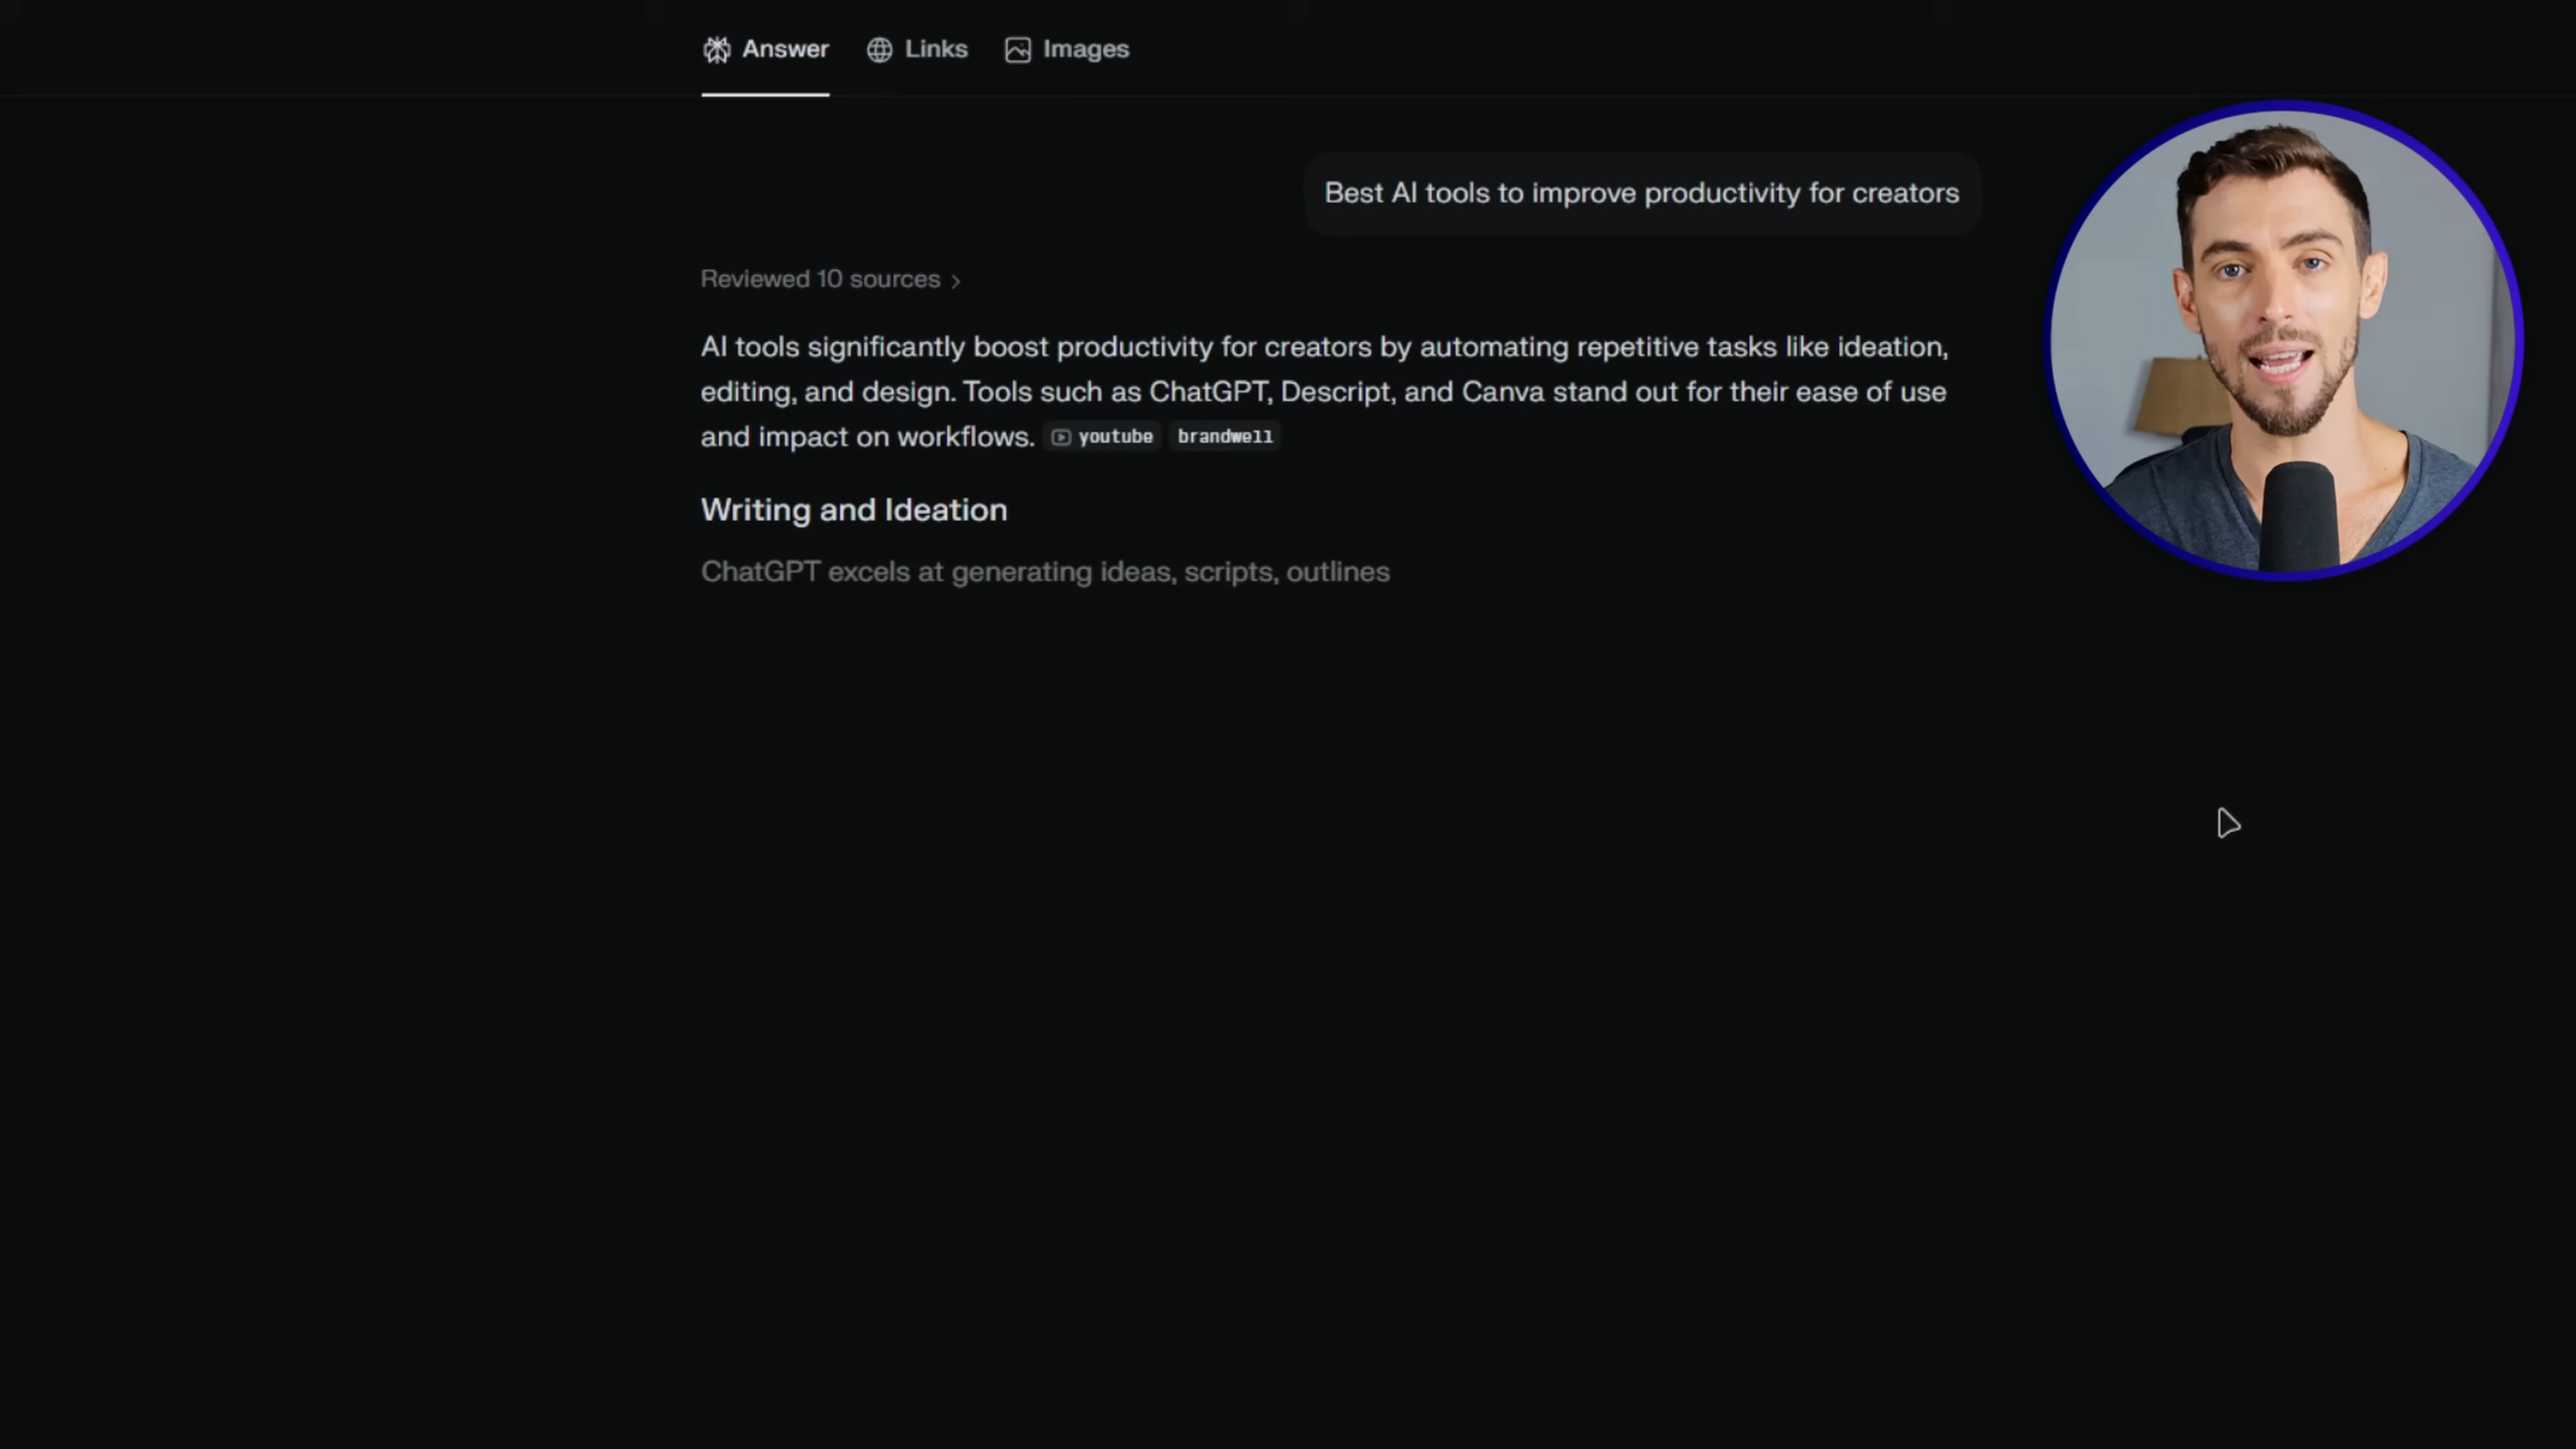 Answer Links Images
Best AI tools to improve productivity for creators
Reviewed 10 sources
AI tools significantly boost productivity for creators by automating repetitive tasks like ideation,
editing, and design. Tools such as ChatGPT, Descript, and Canva stand out for their ease of use
and impact on workflows. youtube brandwell
Writing and Ideation
ChatGPT excels at generating ideas, scripts, outlines